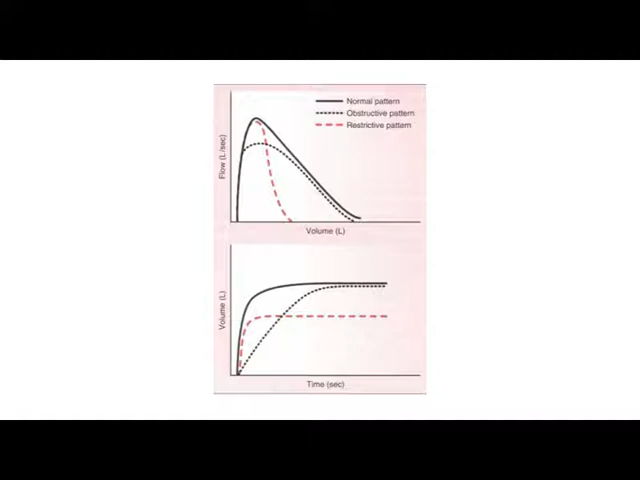 Normal pattern
Obstructive pattern
Restrictive pattern
Flow (L/sec)
Volume (L)
Volume (L)
Time (sec)